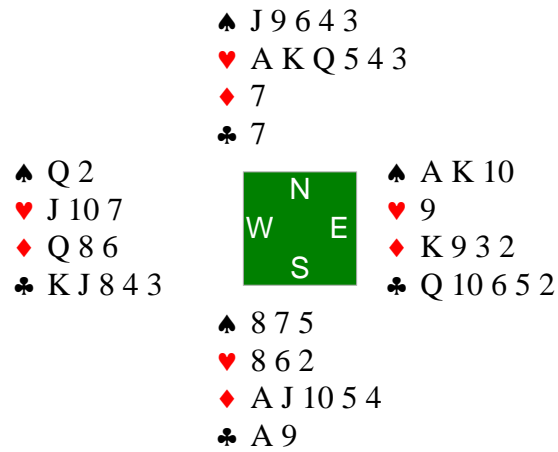 ♠ J 9 6 4 3
♥ A K Q 5 4 3
♦ 7
♣ 7
♠ Q 2
♥ J 10 7
♦ Q 8 6
♣ K J 8 4 3
N
W E
S
♠ A K 10
♥ 9
♦ K 9 3 2
♣ Q 10 6 5 2
♠ 8 7 5
♥ 8 6 2
♦ A J 10 5 4
♣ A 9